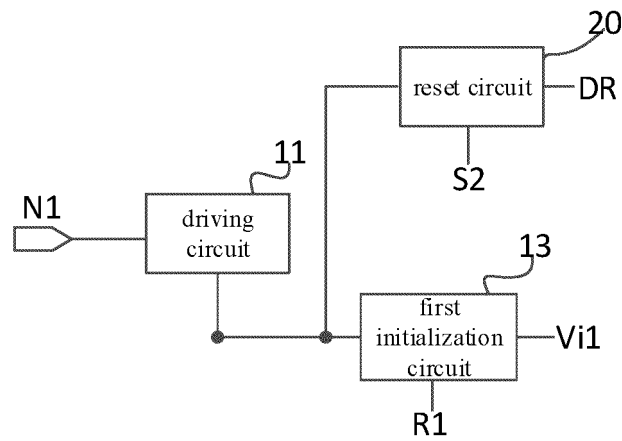 20
reset circuit
DR
S2
11
N1
driving
circuit
13
first
initialization
circuit
Vi1
R1